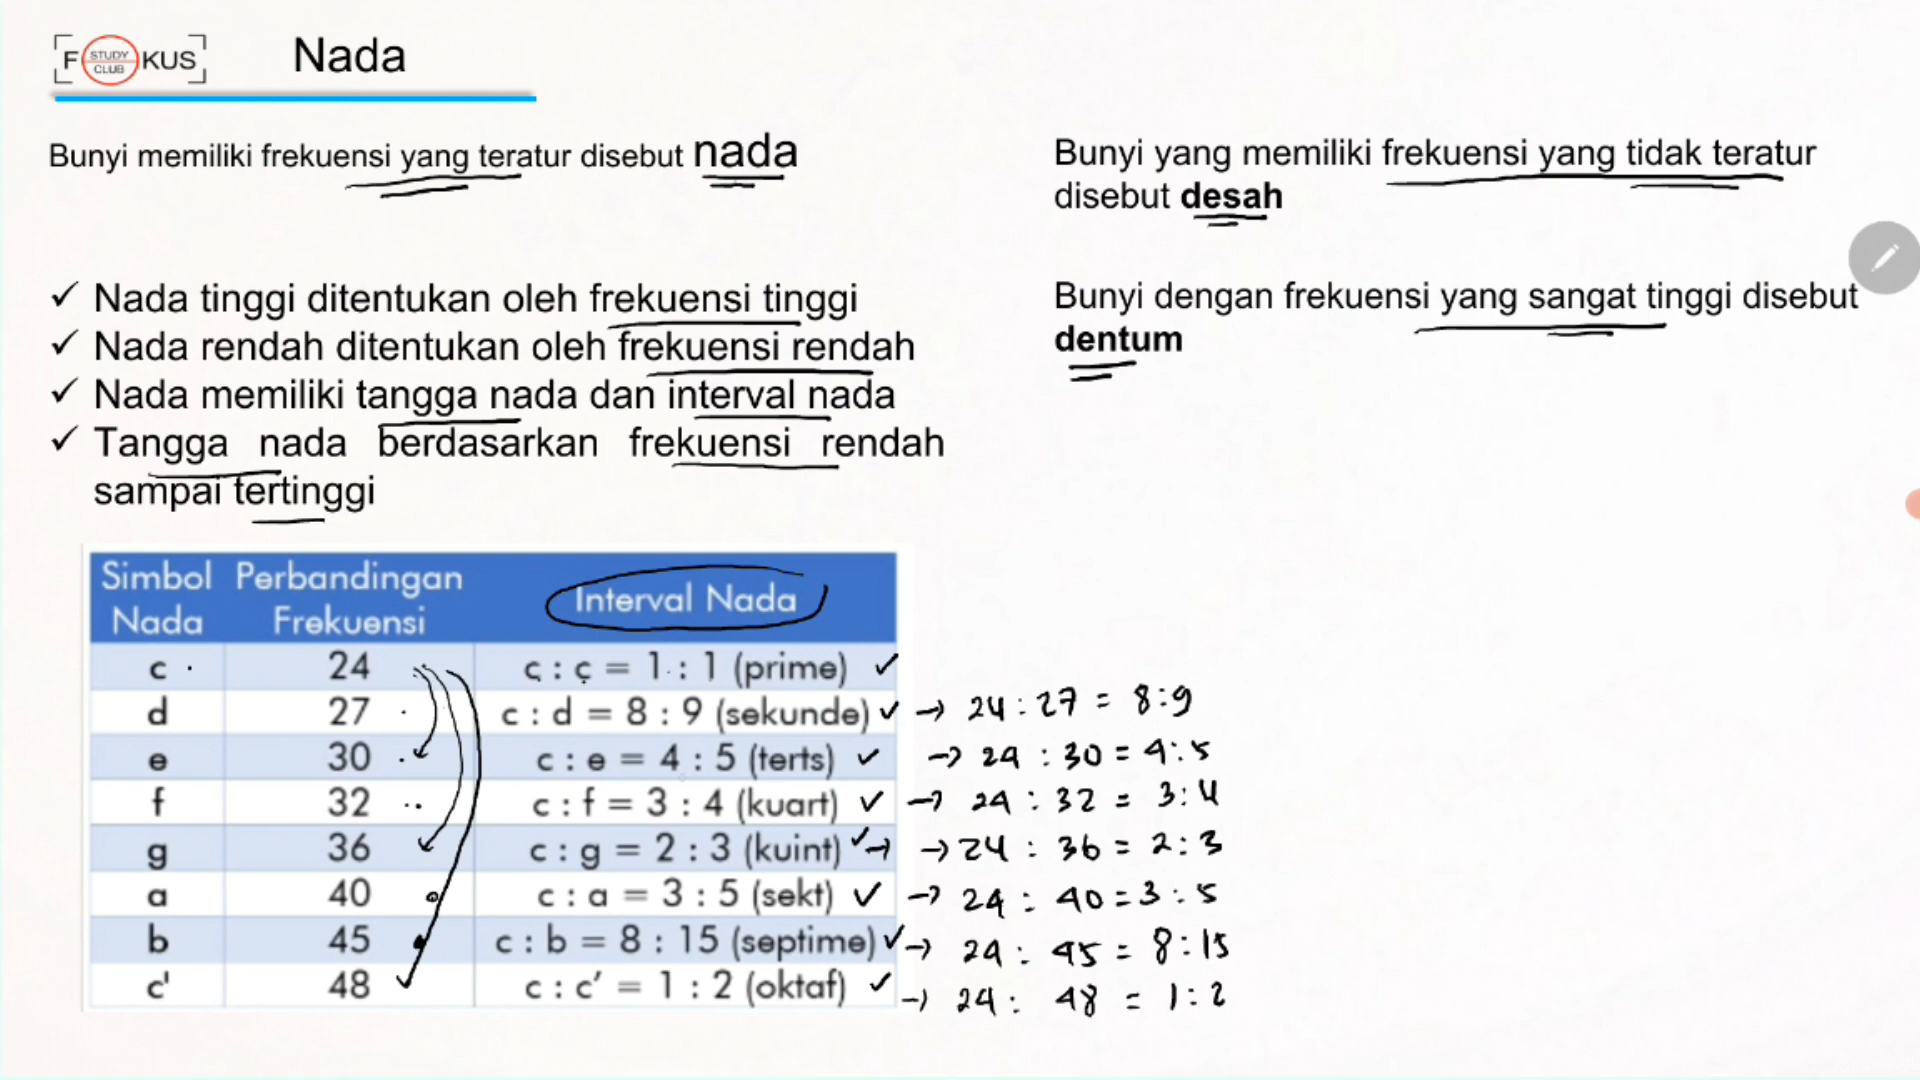 FOKUS STUDY CLUB
Nada
Bunyi memiliki frekuensi yang teratur disebut nada
✓ Nada tinggi ditentukan oleh frekuensi tinggi
✓ Nada rendah ditentukan oleh frekuensi rendah
✓ Nada memiliki tangga nada dan interval nada
✓ Tangga nada berdasarkan frekuensi rendah
sampai tertinggi
Bunyi yang memiliki frekuensi yang tidak teratur
disebut desah
Bunyi dengan frekuensi yang sangat tinggi disebut
dentum
Simbol Nada Perbandingan Frekuensi Interval Nada
c 24 c : c = 1 : 1 (prime) ✓
d 27 c : d = 8 : 9 (sekunde) ✓ → 24 : 27 = 8:9
e 30 c : e = 4 : 5 (terts) ✓ → 24 : 30 = 4:5
f 32 c : f = 3 : 4 (kuart) ✓ → 24 : 32 = 3:4
g 36 c : g = 2 : 3 (kuint) ✓→ → 24 : 36 = 2:3
a 40 c : a = 3 : 5 (sekt) ✓ → 24 : 40 = 3:5
b 45 c : b = 8 : 15 (septime) ✓ → 24 : 45 = 8:15
c' 48 c : c' = 1 : 2 (oktaf) ✓ → 24 : 48 = 1:2